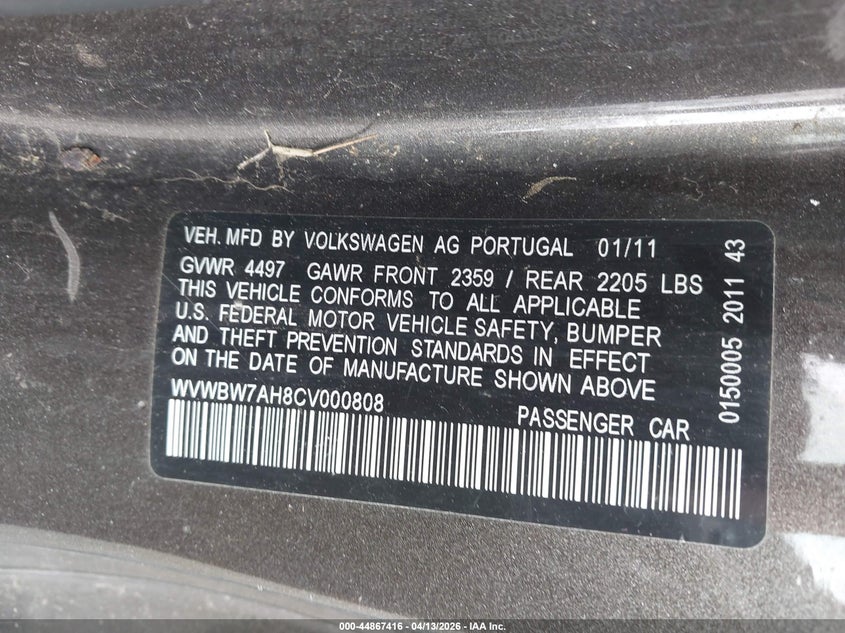 VEH. MFD BY VOLKSWAGEN AG PORTUGAL 01/11
GVWR 4497 GAWR FRONT 2359 / REAR 2205 LBS
THIS VEHICLE CONFORMS TO ALL APPLICABLE
U.S. FEDERAL MOTOR VEHICLE SAFETY, BUMPER
AND THEFT PREVENTION STANDARDS IN EFFECT
ON THE DATE OF MANUFACTURE SHOWN ABOVE
WVWBW7AH8CV000808 PASSENGER CAR
0150005 2011 43
000-44867416 - 04/13/2026 - IAA Inc.